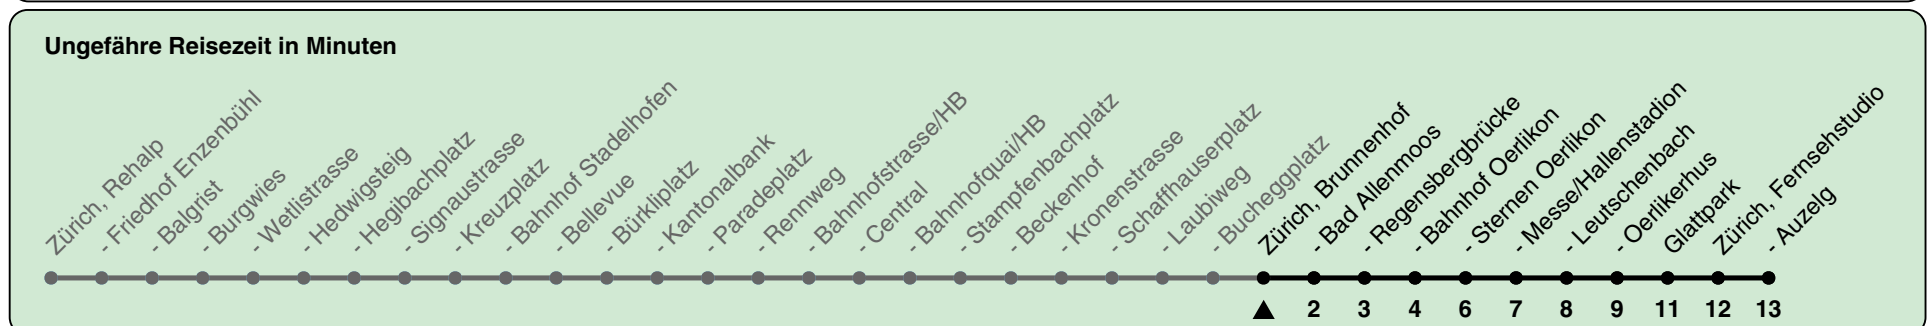 Ungefähre Reisezeit in Minuten
Zürich, Rehalp
- Friedhof Enzenbühl
- Balgrist
- Burgwies
- Wetlistrasse
- Hedwigsteig
- Hegibachplatz
- Signaustrasse
- Kreuzplatz
- Bahnhof Stadelhofen
- Bellevue
- Bürkliplatz
- Kantonalbank
- Paradeplatz
- Rennweg
- Bahnhofstrasse/HB
- Central
- Bahnhofquai/HB
- Stampfenbachplatz
- Beckenhof
- Kronenstrasse
- Schaffhauserplatz
- Laubiweg
- Bucheggplatz
Zürich, Brunnenhof
- Bad Allenmoos
- Regensbergbrücke
- Bahnhof Oerlikon
- Sternen Oerlikon
- Messe/Hallenstadion
- Leutschenbach
- Oerlikerhus
Glattpark
Zürich, Fernsehstudio
- Auzelg
2 3 4 6 7 8 9 11 12 13